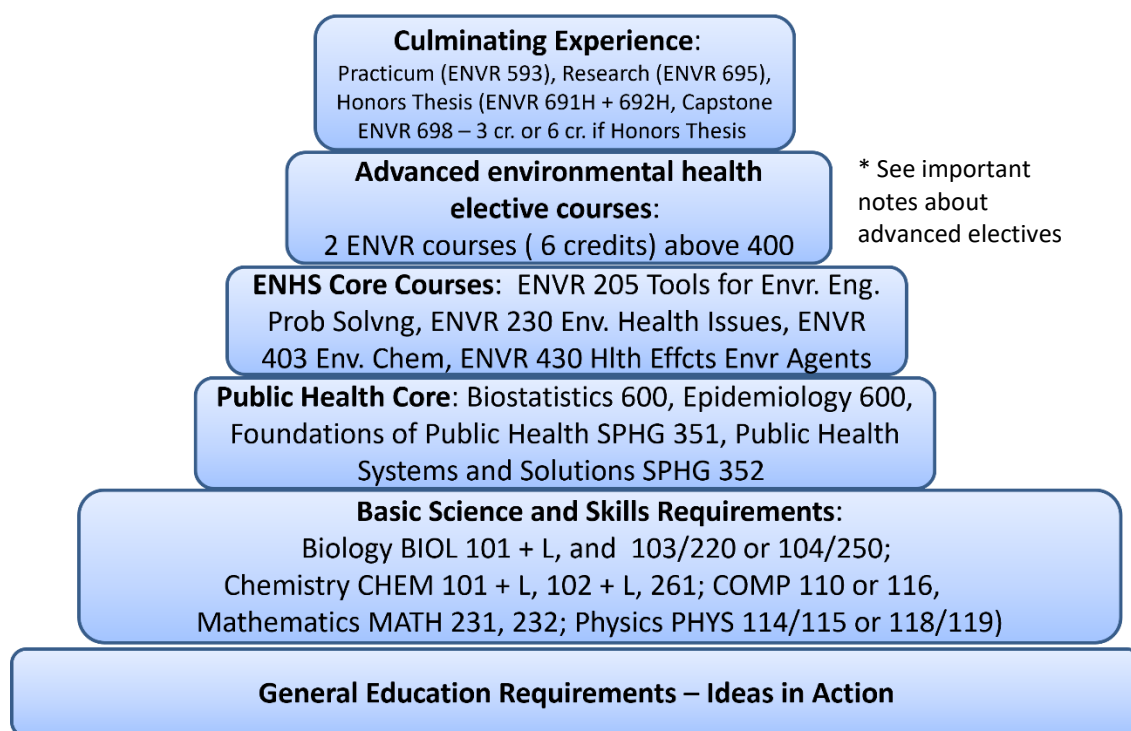 Culminating Experience:
Practicum (ENVR 593), Research (ENVR 695),
Honors Thesis (ENVR 691H + 692H, Capstone
ENVR 698 – 3 cr. or 6 cr. if Honors Thesis
Advanced environmental health
elective courses:
2 ENVR courses ( 6 credits) above 400
* See important
notes about
advanced electives
ENHS Core Courses:  ENVR 205 Tools for Envr. Eng.
Prob Solvng, ENVR 230 Env. Health Issues, ENVR
403 Env. Chem, ENVR 430 Hlth Effcts Envr Agents
Public Health Core: Biostatistics 600, Epidemiology 600,
Foundations of Public Health SPHG 351, Public Health
Systems and Solutions SPHG 352
Basic Science and Skills Requirements:
Biology BIOL 101 + L, and  103/220 or 104/250;
Chemistry CHEM 101 + L, 102 + L, 261; COMP 110 or 116,
Mathematics MATH 231, 232; Physics PHYS 114/115 or 118/119)
General Education Requirements – Ideas in Action